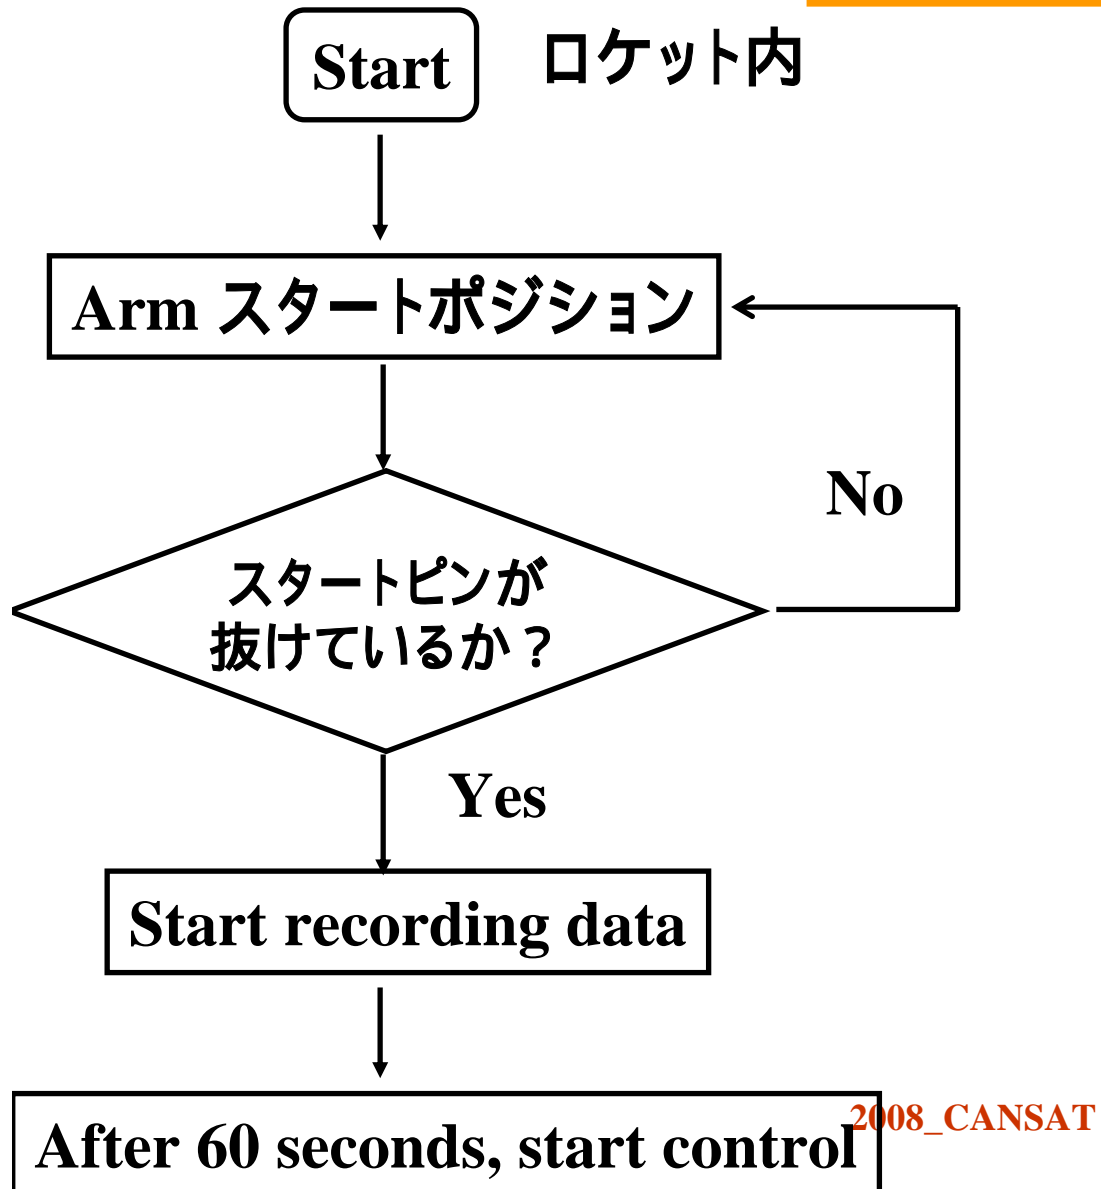 Start
ロケット内
Arm スタートポジション
No
スタートピンが
抜けているか？
Yes
Start recording data
2008_CANSAT
After 60 seconds, start control